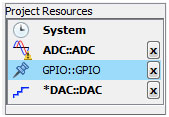 Project Resources
System
ADC::ADC x
GPIO::GPIO x
*DAC::DAC x